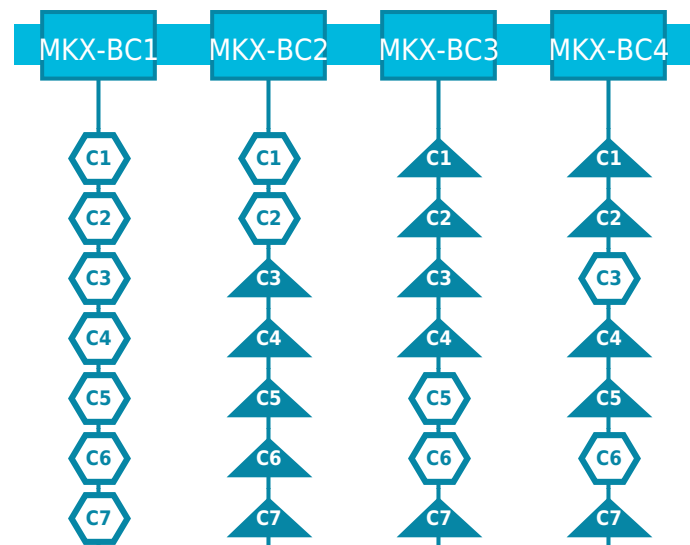 MKX-BC1 MKX-BC2 MKX-BC3 MKX-BC4
C1 C1 C1 C1
C2 C2 C2 C2
C3 C3 C3 C3
C4 C4 C4 C4
C5 C5 C5 C5
C6 C6 C6 C6
C7 C7 C7 C7